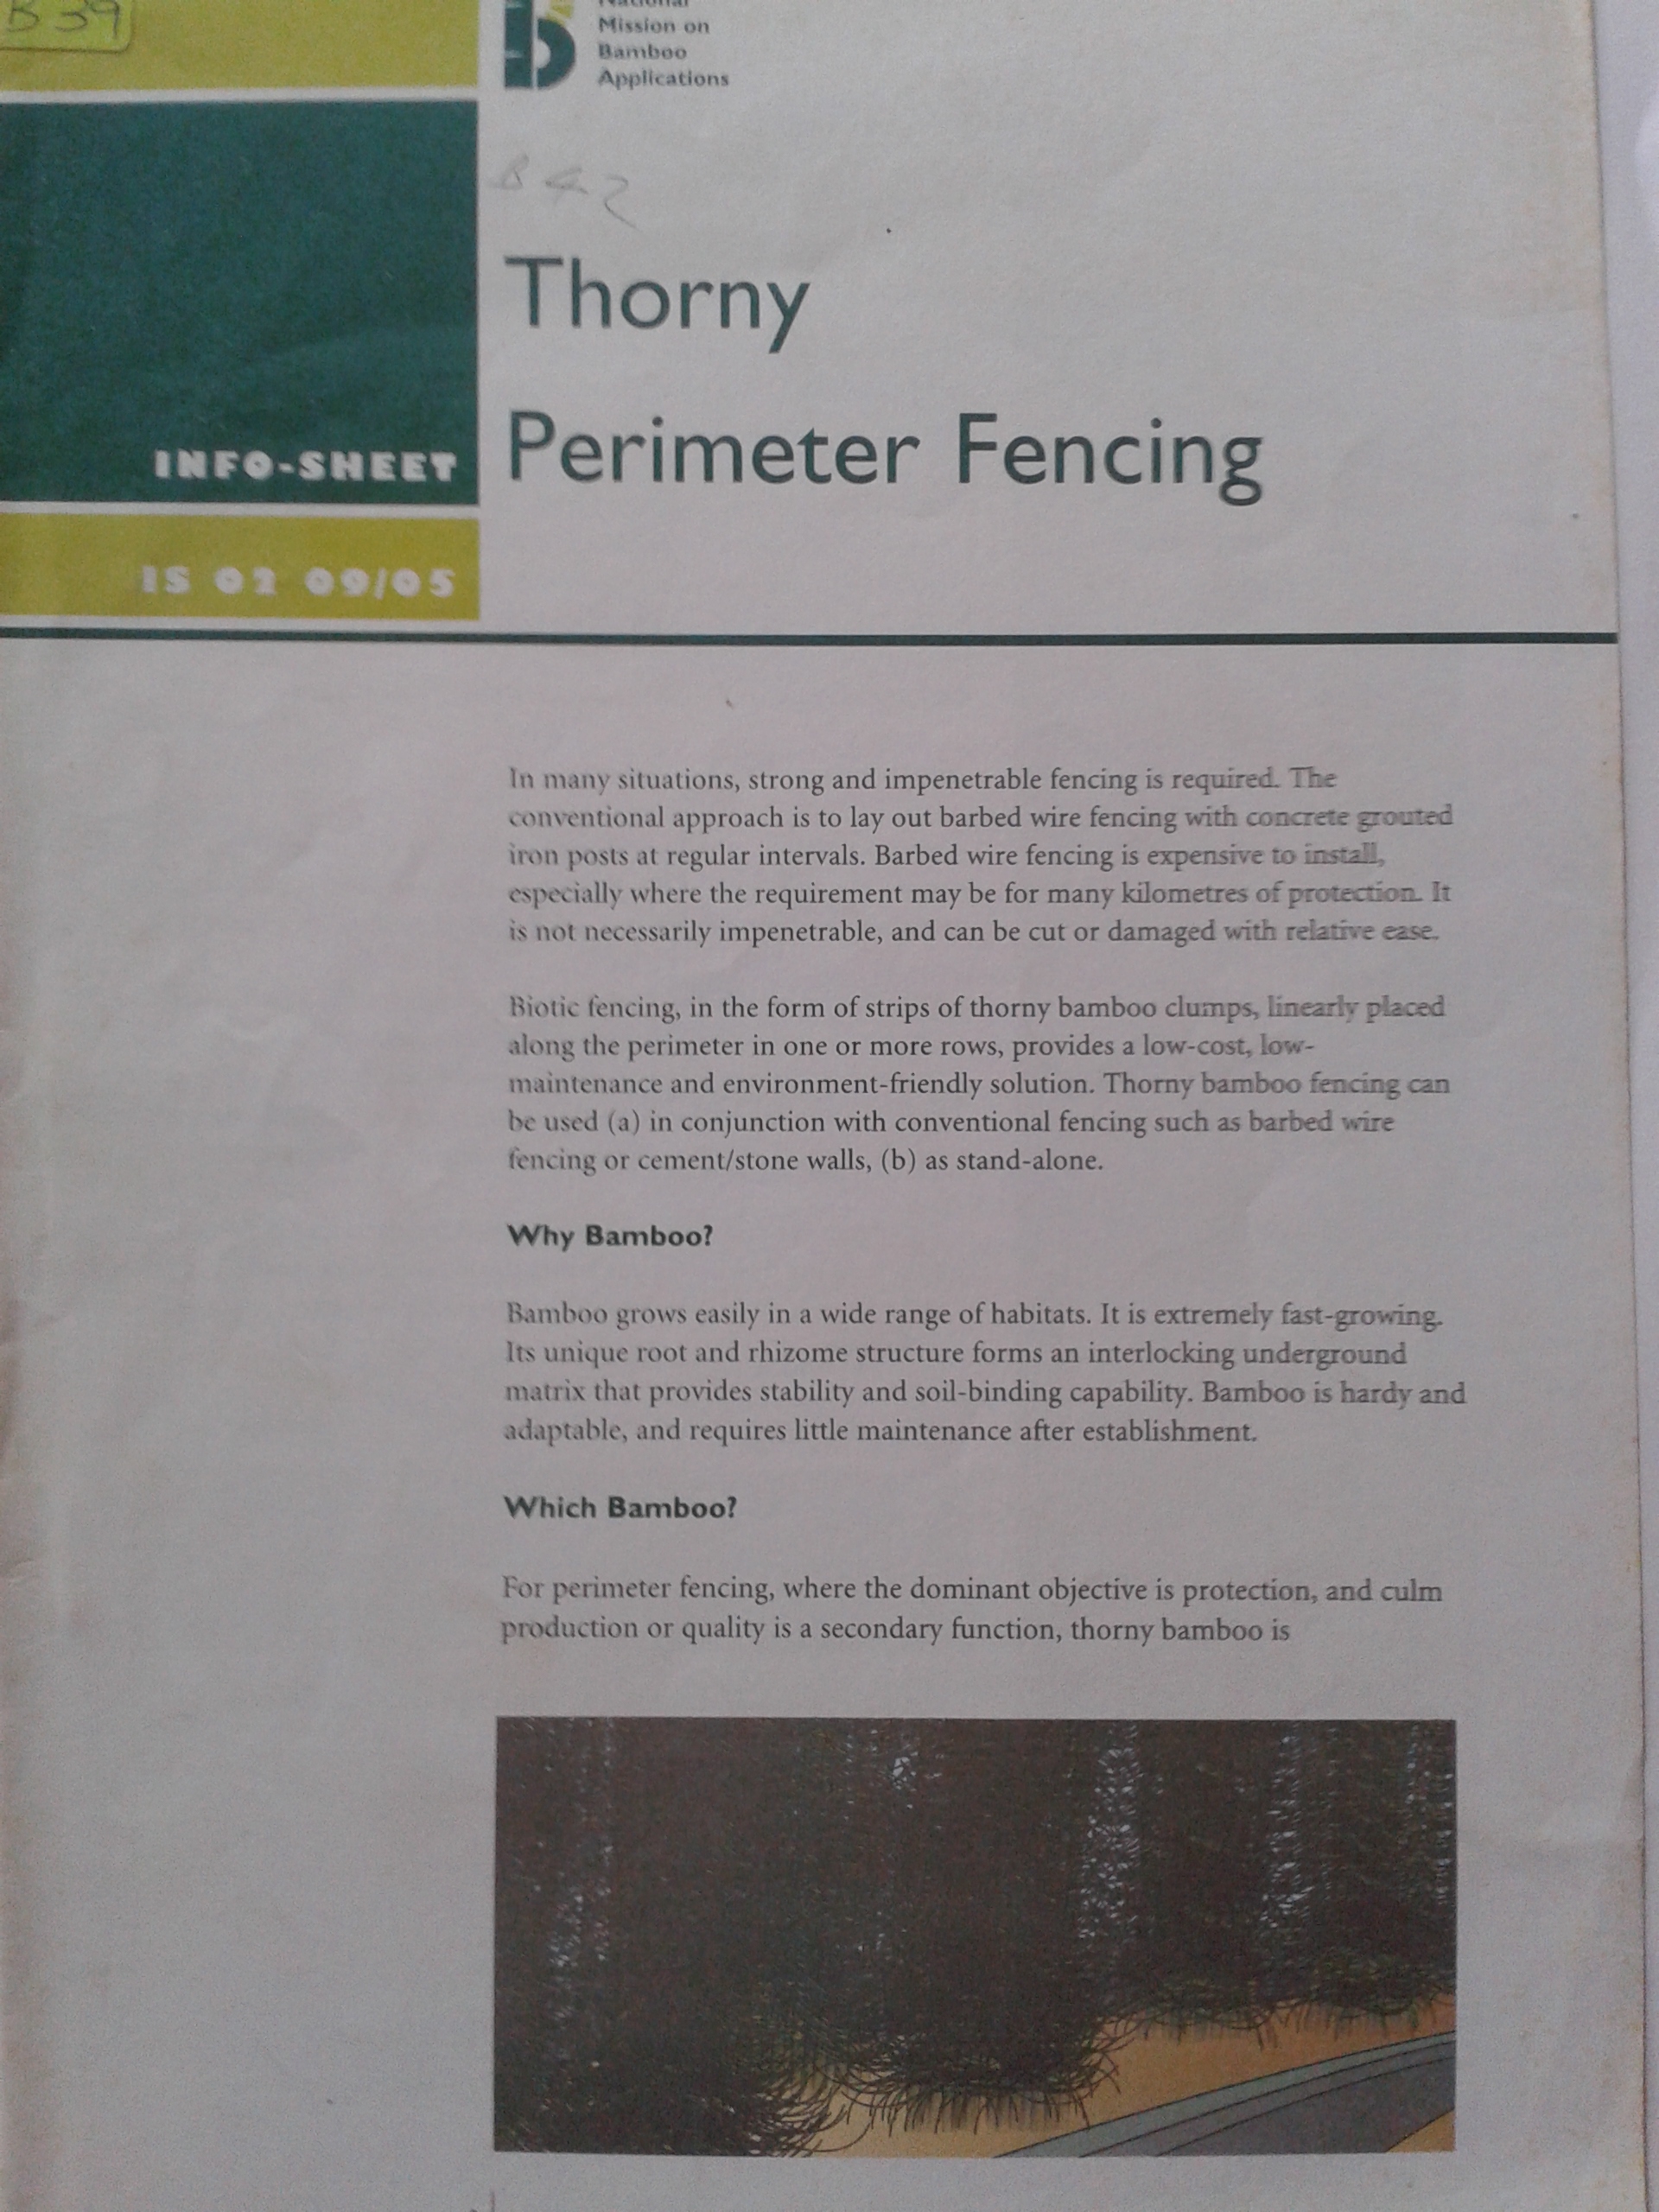 B 39
National
Mission on
Bamboo
Applications
B 42
Thorny
Perimeter Fencing
INFO-SHEET
IS 02 09/05
In many situations, strong and impenetrable fencing is required. The
conventional approach is to lay out barbed wire fencing with concrete grouted
iron posts at regular intervals. Barbed wire fencing is expensive to install,
especially where the requirement may be for many kilometres of protection. It
is not necessarily impenetrable, and can be cut or damaged with relative ease.
Biotic fencing, in the form of strips of thorny bamboo clumps, linearly placed
along the perimeter in one or more rows, provides a low-cost, low-
maintenance and environment-friendly solution. Thorny bamboo fencing can
be used (a) in conjunction with conventional fencing such as barbed wire
fencing or cement/stone walls, (b) as stand-alone.
Why Bamboo?
Bamboo grows easily in a wide range of habitats. It is extremely fast-growing.
Its unique root and rhizome structure forms an interlocking underground
matrix that provides stability and soil-binding capability. Bamboo is hardy and
adaptable, and requires little maintenance after establishment.
Which Bamboo?
For perimeter fencing, where the dominant objective is protection, and culm
production or quality is a secondary function, thorny bamboo is